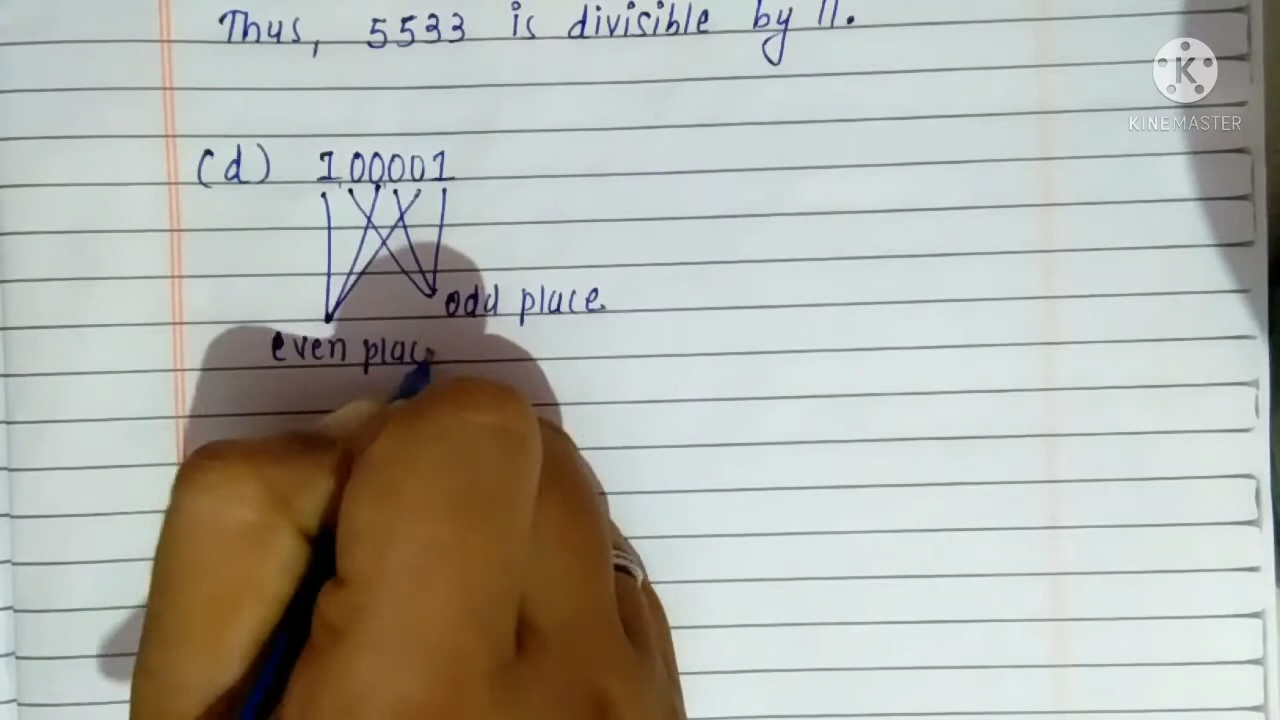 Thus, 5533 is divisible by 11.
K
KINEMASTER
(d) 100001
odd place.
even plac